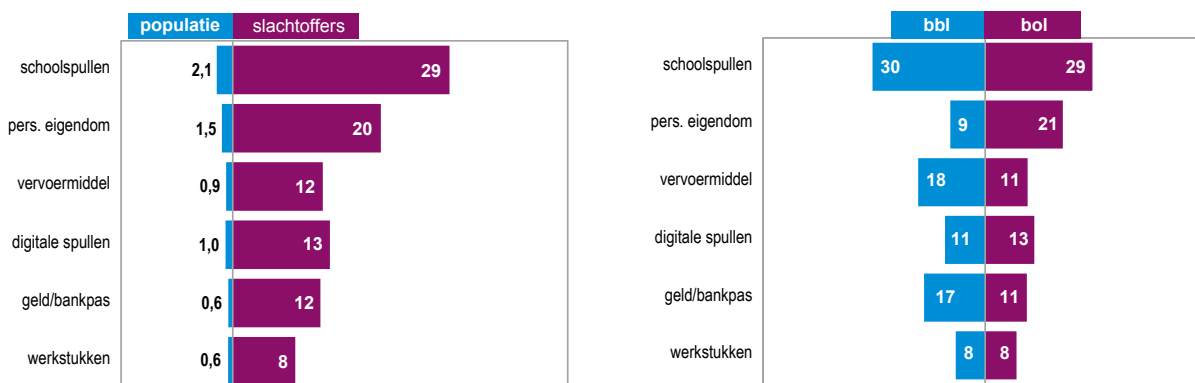 populatie slachtoffers
schoolspullen 2,1 29
pers. eigendom 1,5 20
vervoermiddel 0,9 12
digitale spullen 1,0 13
geld/bankpas 0,6 12
werkstukken 0,6 8
bbl bol
schoolspullen 30 29
pers. eigendom 9 21
vervoermiddel 18 11
digitale spullen 11 13
geld/bankpas 17 11
werkstukken 8 8